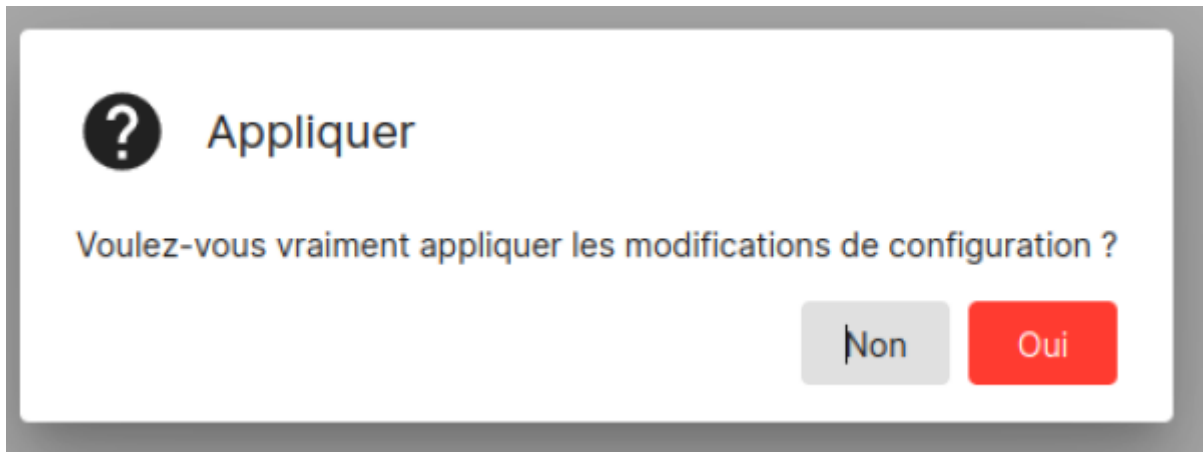 Appliquer
Voulez-vous vraiment appliquer les modifications de configuration ?
Non Oui